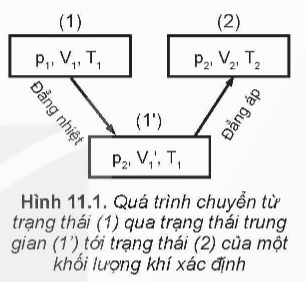 (1)
(2)
p₁, V₁, T₁
p₂, V₂, T₂
(1')
Đẳng nhiệt
Đẳng áp
p₂, V₁', T₁
Hình 11.1. Quá trình chuyển từ
trạng thái (1) qua trạng thái trung
gian (1') tới trạng thái (2) của một
khối lượng khí xác định